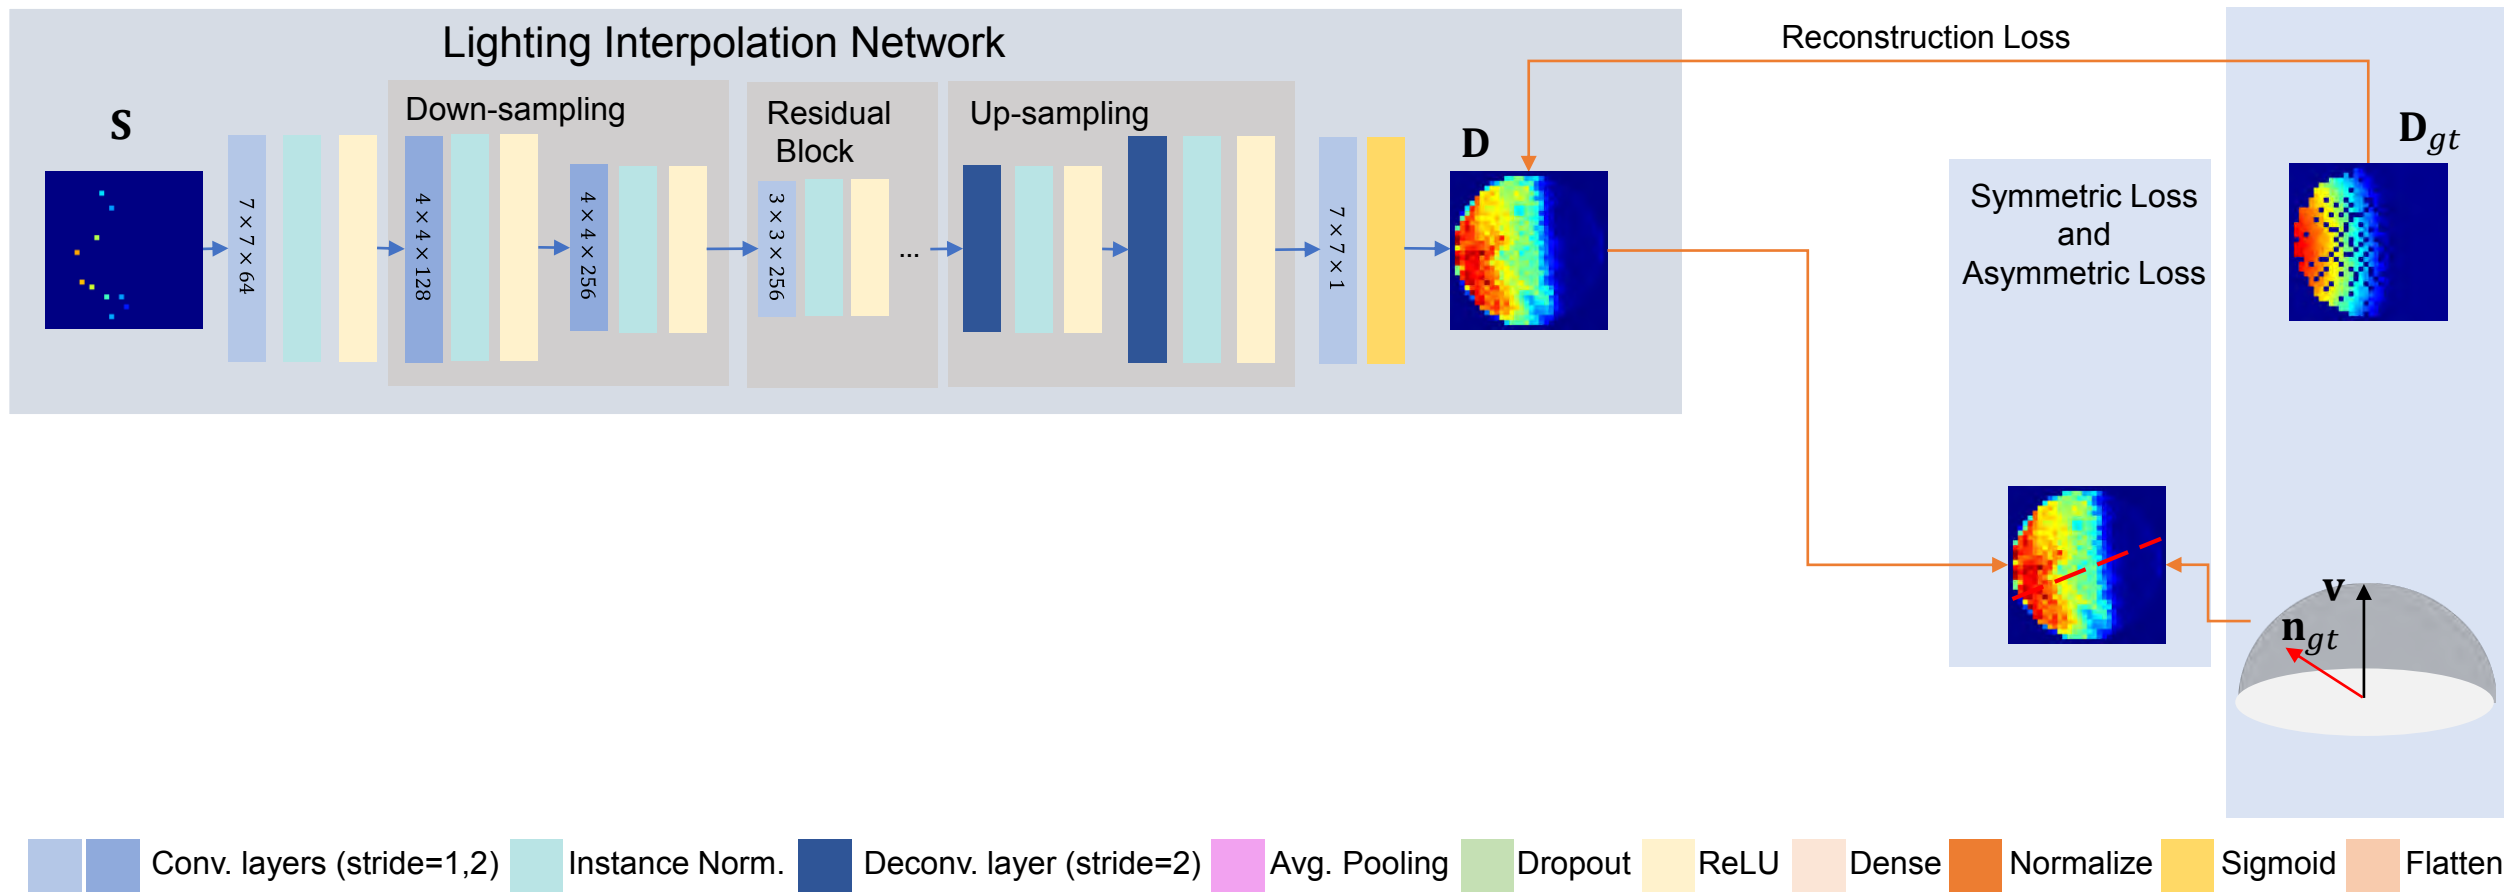 Lighting Interpolation Network
Reconstruction Loss
Down-sampling
Residual
Block
Up-sampling
S
D
D_gt
7×7×64
4×4×128
4×4×256
3×3×256
...
7×7×1
Symmetric Loss
and
Asymmetric Loss
v
n_gt
Conv. layers (stride=1,2)
Instance Norm.
Deconv. layer (stride=2)
Avg. Pooling
Dropout
ReLU
Dense
Normalize
Sigmoid
Flatten